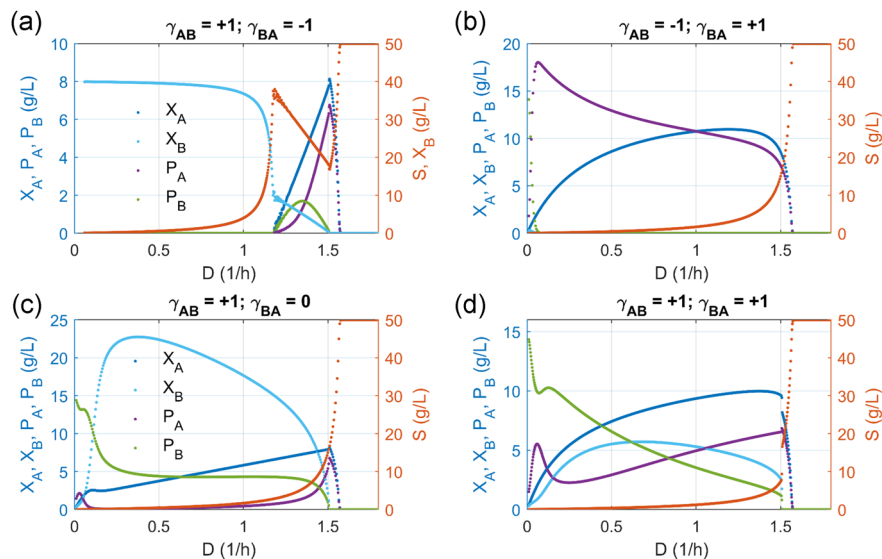 (a)
γAB = +1; γBA = -1
XA, PA, PB (g/L)
10
8
6
4
2
0
XA
XB
PA
PB
50
40
30
20
10
0
S, XB (g/L)
0
0.5
1
1.5
D (1/h)
(b)
γAB = -1; γBA = +1
XA, XB, PA, PB (g/L)
20
15
10
5
0
50
40
30
20
10
0
S (g/L)
0
0.5
1
1.5
D (1/h)
(c)
γAB = +1; γBA = 0
XA, XB, PA, PB (g/L)
25
20
15
10
5
0
XA
XB
PA
PB
50
40
30
20
10
0
S (g/L)
0
0.5
1
1.5
D (1/h)
(d)
γAB = +1; γBA = +1
XA, XB, PA, PB (g/L)
15
10
5
0
50
40
30
20
10
0
S (g/L)
0
0.5
1
1.5
D (1/h)